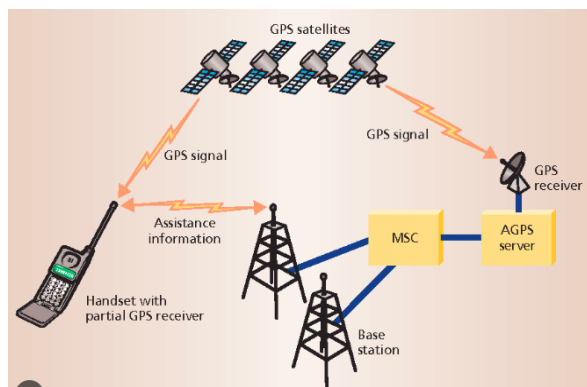 GPS satellites
GPS signal
GPS signal
GPS
receiver
Assistance
information
MSC
AGPS
server
Handset with
partial GPS receiver
Base
station